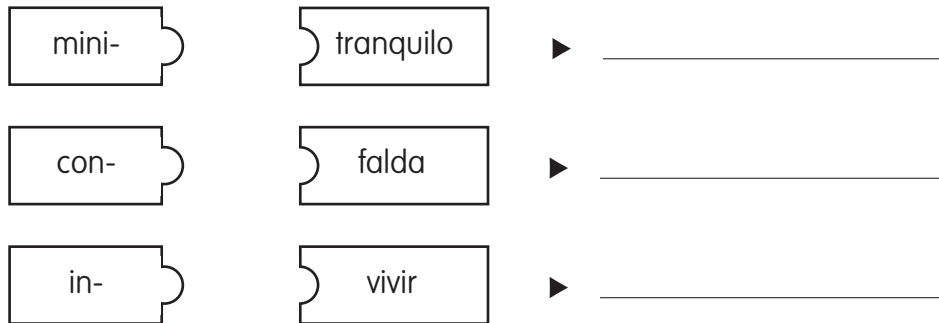 mini- tranquilo
con- falda
in- vivir